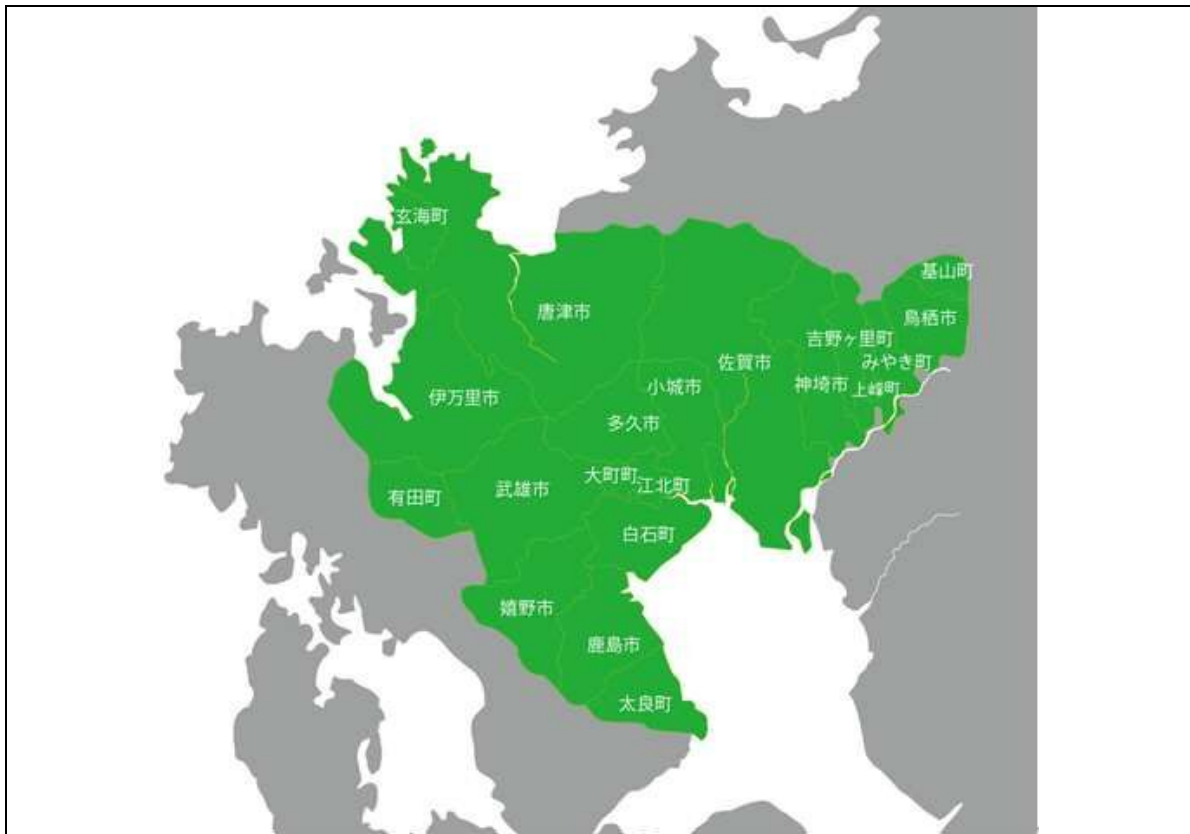 玄海町
基山町
唐津市
鳥栖市
吉野ヶ里町
佐賀市
みやき町
小城市
神埼市
上峰町
伊万里市
多久市
大町町
江北町
有田町
武雄市
白石町
嬉野市
鹿島市
太良町